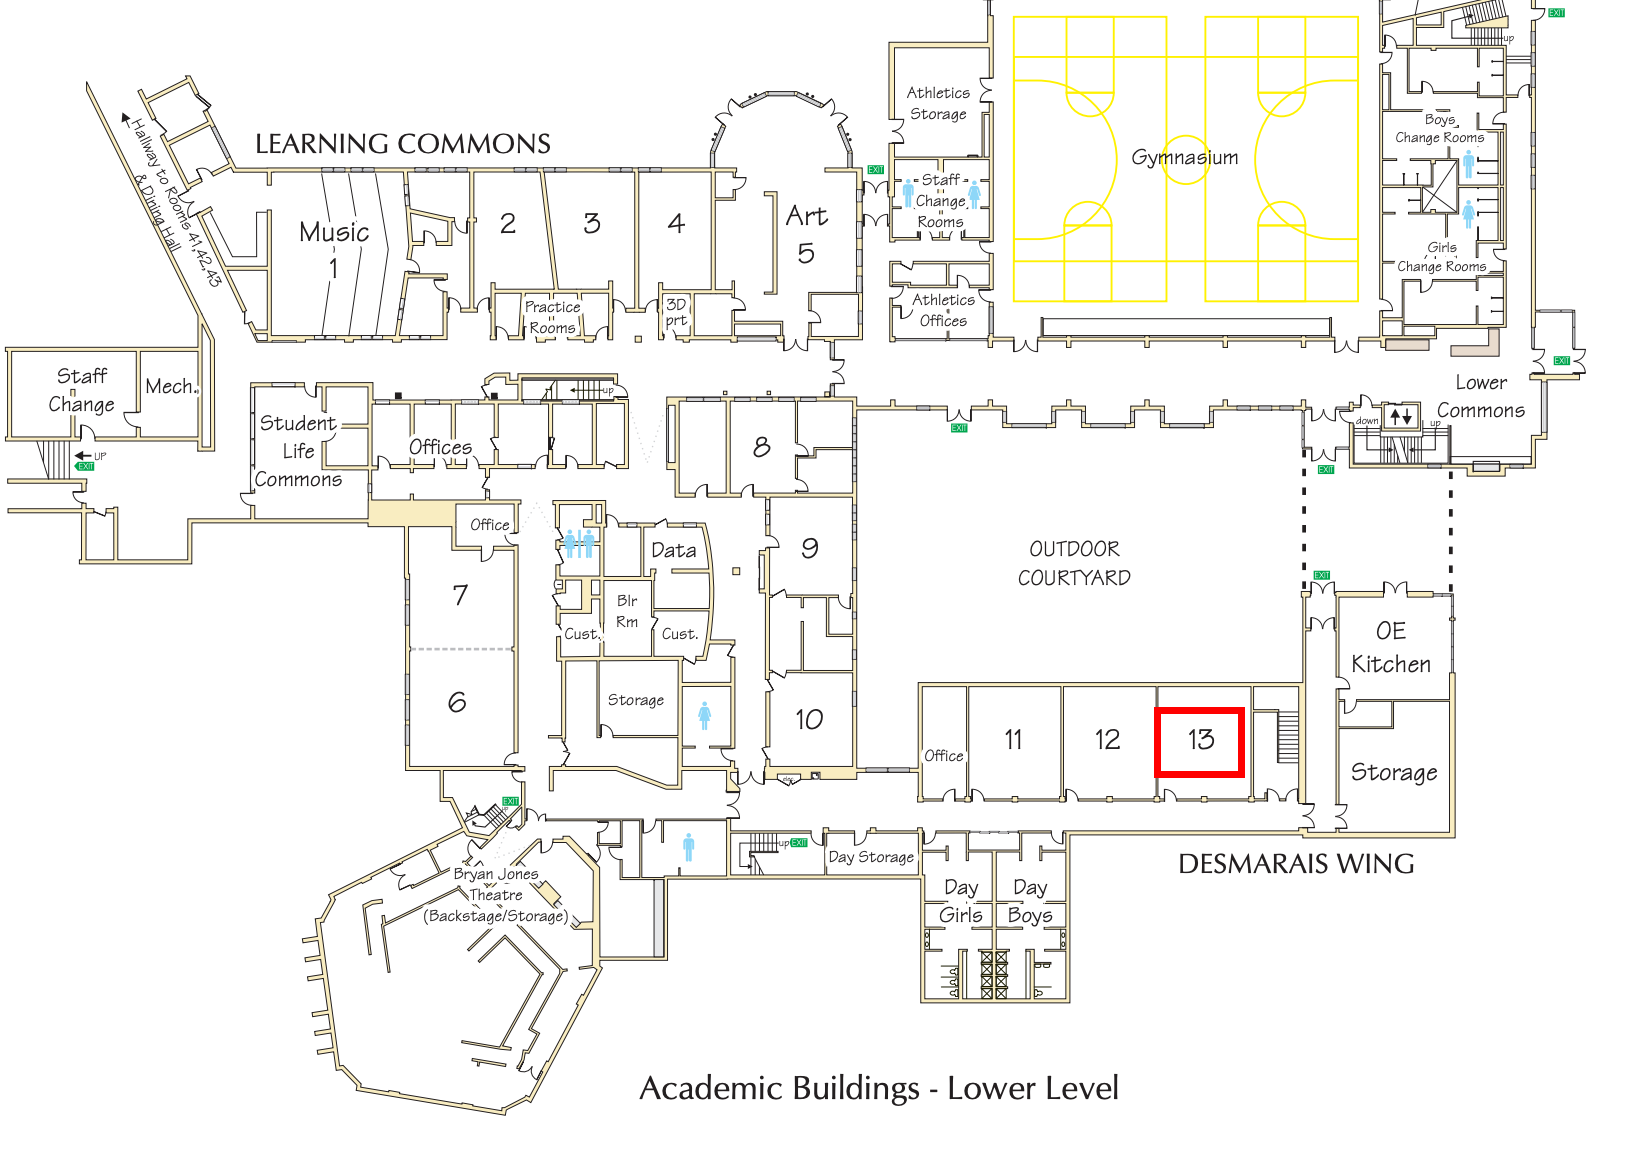 EXIT
up
Athletics
Storage
Gymnasium
Boys
Change Rooms
Hallway to Rooms 41,42,43
& Dining Hall
LEARNING COMMONS
EXIT
Staff
Change
Rooms
Music
1
2
3
4
Art
5
Girls
Change Rooms
Practice
Rooms
3D
prt
Athletics
Offices
EXIT
Staff
Change
Mech.
up
Lower
Commons
Student
Life
Commons
Offices
8
EXIT
down
up
UP
EXIT
EXIT
Office
Data
9
OUTDOOR
COURTYARD
EXIT
7
Blr
Rm
Cust.
Cust.
OE
Kitchen
6
Storage
10
Office
11
12
13
Storage
elec
EXIT
up
up
EXIT
Day Storage
DESMARAIS WING
Bryan Jones
Theatre
(Backstage/Storage)
Day
Girls
Day
Boys
Academic Buildings - Lower Level